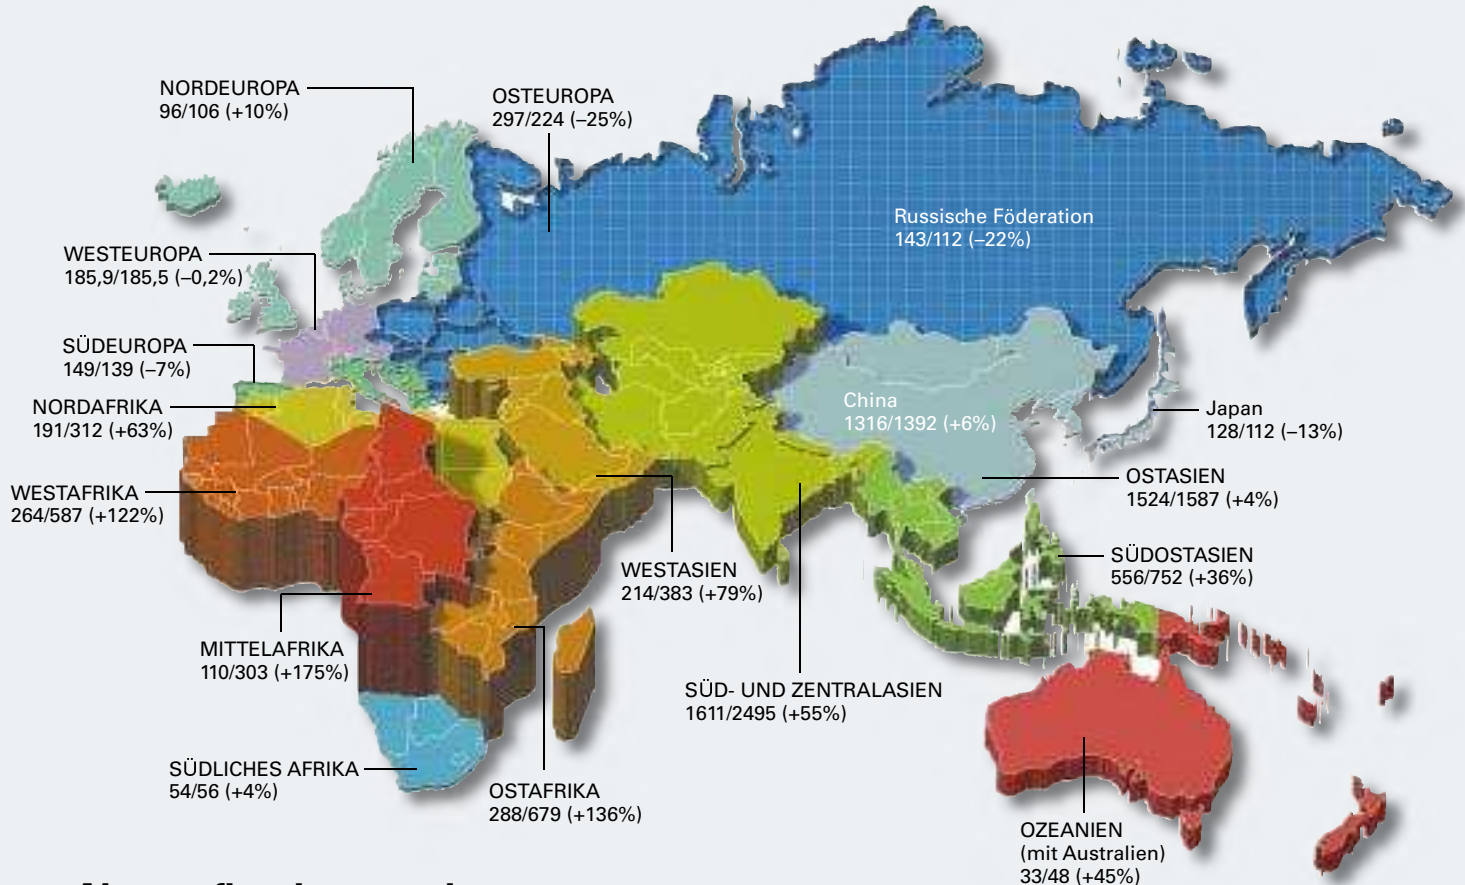 NORDEUROPA
96/106 (+10%)
OSTEUROPA
297/224 (–25%)
Russische Föderation
143/112 (–22%)
WESTEUROPA
185,9/185,5 (–0,2%)
SÜDEUROPA
149/139 (–7%)
NORDAFRIKA
191/312 (+63%)
China
1316/1392 (+6%)
Japan
128/112 (–13%)
WESTAFRIKA
264/587 (+122%)
OSTASIEN
1524/1587 (+4%)
WESTASIEN
214/383 (+79%)
SÜDOSTASIEN
556/752 (+36%)
MITTELAFRIKA
110/303 (+175%)
SÜD- UND ZENTRALASIEN
1611/2495 (+55%)
SÜDLICHES AFRIKA
54/56 (+4%)
OSTAFRIKA
288/679 (+136%)
OZEANIEN
(mit Australien)
33/48 (+45%)